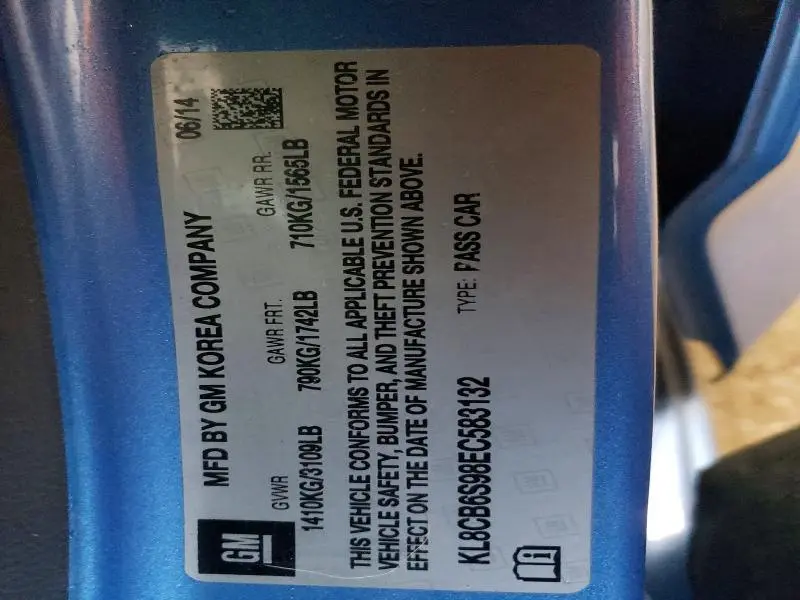 GM
MFD BY GM KOREA COMPANY 06/14
GVWR GAWR FRT. GAWR RR.
1410KG/3109LB 790KG/1742LB 710KG/1565LB
THIS VEHICLE CONFORMS TO ALL APPLICABLE U.S. FEDERAL MOTOR
VEHICLE SAFETY, BUMPER, AND THEFT PREVENTION STANDARDS IN
EFFECT ON THE DATE OF MANUFACTURE SHOWN ABOVE.
KL8CB6S98EC583132 TYPE: PASS CAR